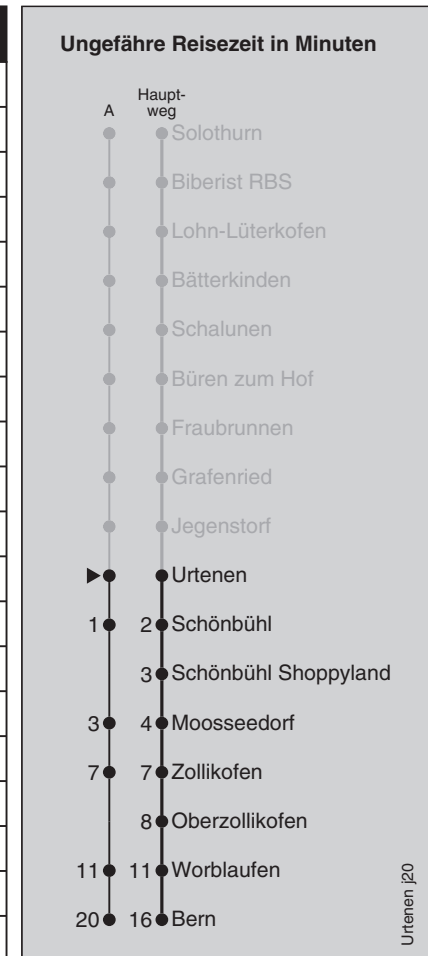 Ungefähre Reisezeit in Minuten
Haupt-
A weg
Solothurn
Biberist RBS
Lohn-Lüterkofen
Bätterkinden
Schalunen
Büren zum Hof
Fraubrunnen
Grafenried
Jegenstorf
Urtenen
1 2 Schönbühl
3 Schönbühl Shoppyland
3 4 Moosseedorf
7 7 Zollikofen
8 Oberzollikofen
11 11 Worblaufen
20 16 Bern
Urtenen j20